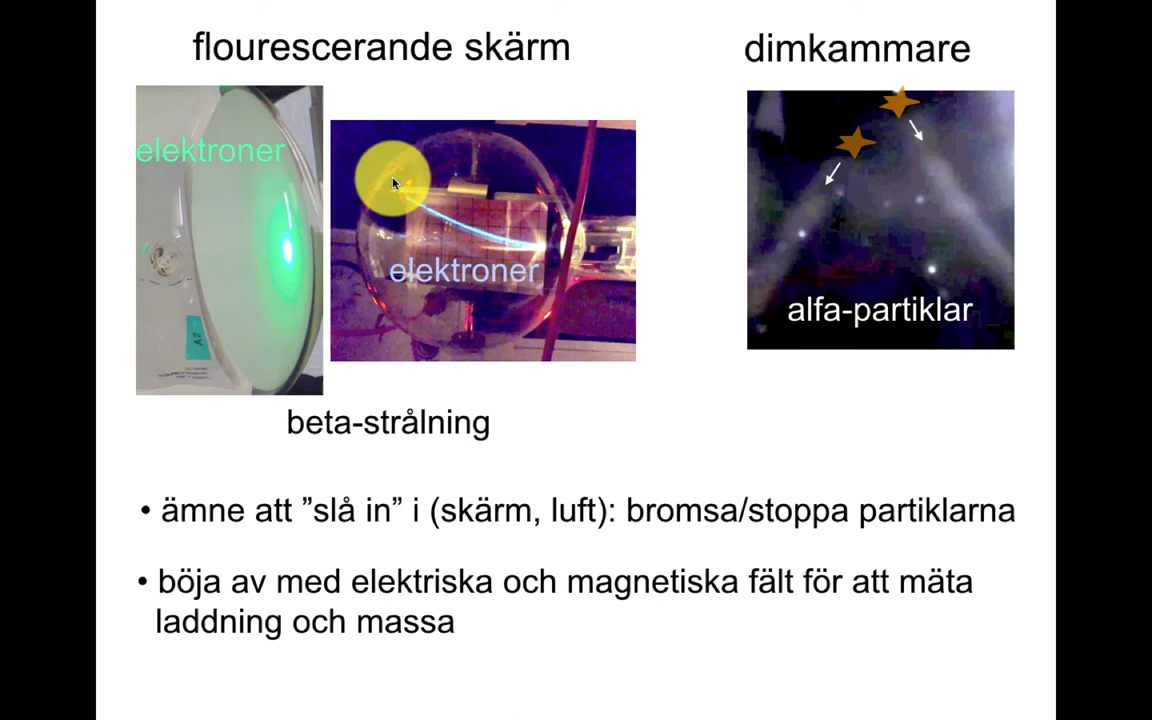 flourescerande skärm
dimkammare
elektroner
elektroner
A2
alfa-partiklar
beta-strålning
• ämne att ”slå in” i (skärm, luft): bromsa/stoppa partiklarna
• böja av med elektriska och magnetiska fält för att mäta
laddning och massa